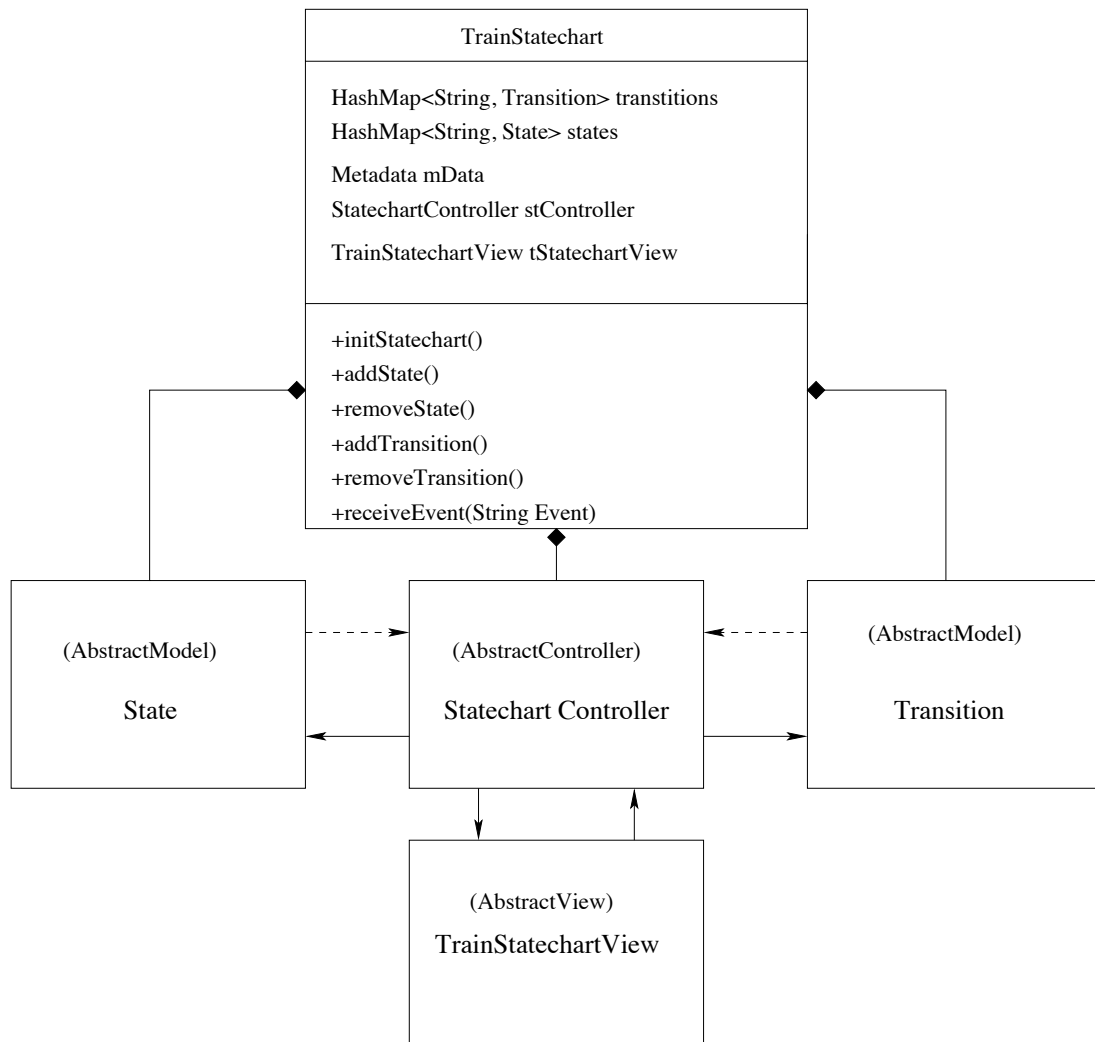 TrainStatechart
HashMap<String, Transition> transtitions
HashMap<String, State> states
Metadata mData
StatechartController stController
TrainStatechartView tStatechartView
+initStatechart()
+addState()
+removeState()
+addTransition()
+removeTransition()
+receiveEvent(String Event)
(AbstractModel)
State
(AbstractController)
Statechart Controller
(AbstractModel)
Transition
(AbstractView)
TrainStatechartView